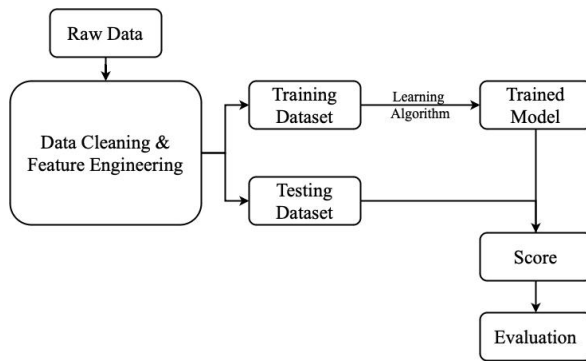 Raw Data
Data Cleaning &
Feature Engineering
Training
Dataset
Learning
Algorithm
Trained
Model
Testing
Dataset
Score
Evaluation